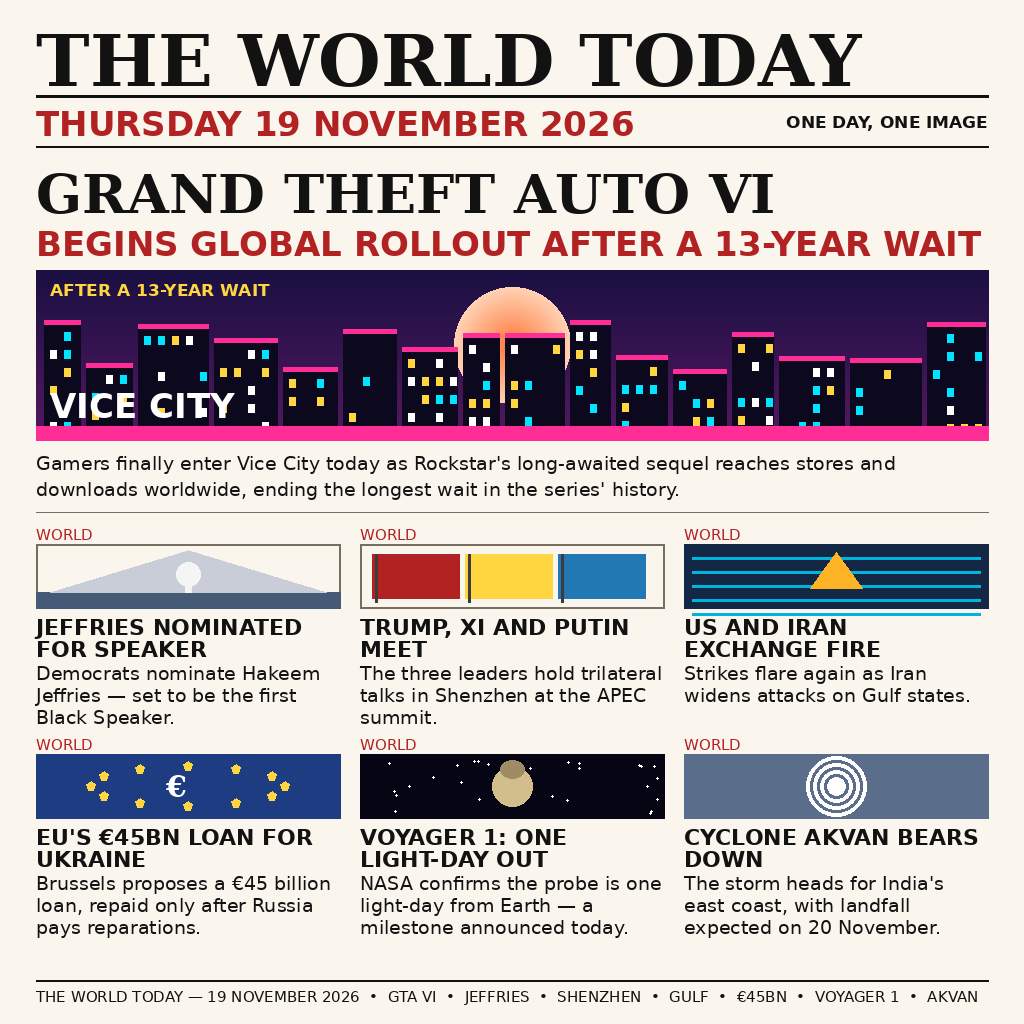 THE WORLD TODAY
THURSDAY 19 NOVEMBER 2026
ONE DAY, ONE IMAGE
GRAND THEFT AUTO VI
BEGINS GLOBAL ROLLOUT AFTER A 13-YEAR WAIT
AFTER A 13-YEAR WAIT
VICE CITY
Gamers finally enter Vice City today as Rockstar's long-awaited sequel reaches stores and
downloads worldwide, ending the longest wait in the series' history.
WORLD
JEFFRIES NOMINATED
FOR SPEAKER
Democrats nominate Hakeem
Jeffries — set to be the first
Black Speaker.
WORLD
TRUMP, XI AND PUTIN
MEET
The three leaders hold trilateral
talks in Shenzhen at the APEC
summit.
WORLD
US AND IRAN
EXCHANGE FIRE
Strikes flare again as Iran
widens attacks on Gulf states.
WORLD
€
EU'S €45BN LOAN FOR
UKRAINE
Brussels proposes a €45 billion
loan, repaid only after Russia
pays reparations.
WORLD
VOYAGER 1: ONE
LIGHT-DAY OUT
NASA confirms the probe is one
light-day from Earth — a
milestone announced today.
WORLD
CYCLONE AKVAN BEARS
DOWN
The storm heads for India's
east coast, with landfall
expected on 20 November.
THE WORLD TODAY — 19 NOVEMBER 2026 • GTA VI • JEFFRIES • SHENZHEN • GULF • €45BN • VOYAGER 1 • AKVAN